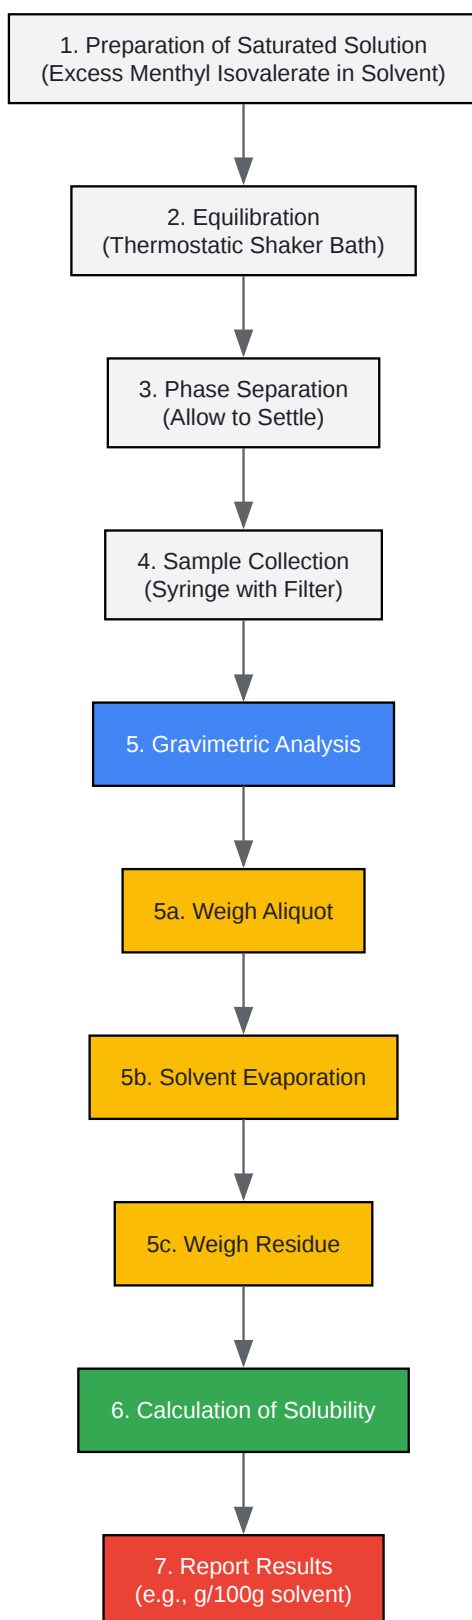 1. Preparation of Saturated Solution
(Excess Menthyl Isovalerate in Solvent)
2. Equilibration
(Thermostatic Shaker Bath)
3. Phase Separation
(Allow to Settle)
4. Sample Collection
(Syringe with Filter)
5. Gravimetric Analysis
5a. Weigh Aliquot
5b. Solvent Evaporation
5c. Weigh Residue
6. Calculation of Solubility
7. Report Results
(e.g., g/100g solvent)